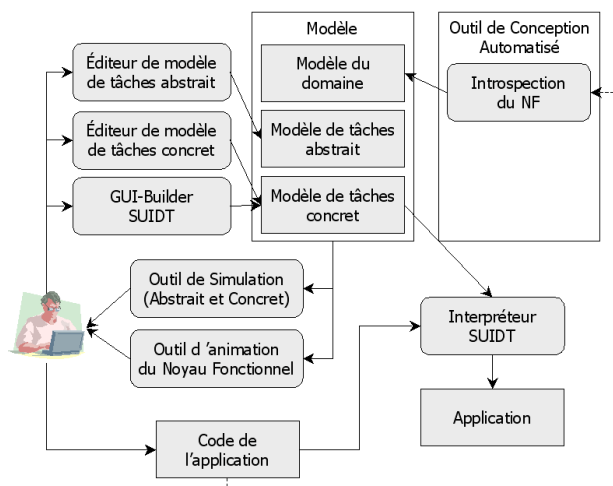 Modèle
Outil de Conception
Automatisé
Éditeur de modèle
de tâches abstrait
Modèle du
domaine
Introspection
du NF
Éditeur de modèle
de tâches concret
Modèle de tâches
abstrait
GUI-Builder
SUIDT
Modèle de tâches
concret
Outil de Simulation
(Abstrait et Concret)
Interpréteur
SUIDT
Outil d ’animation
du Noyau Fonctionnel
Application
Code de
l’application